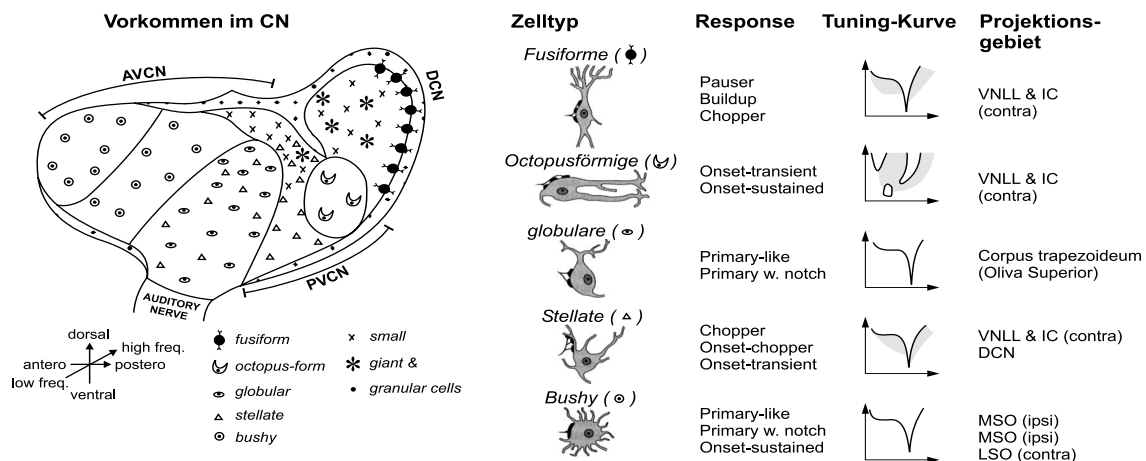 Vorkommen im CN
AVCN
DCN
PVCN
AUDITORY
NERVE
dorsal
high freq.
antero
postero
low freq.
ventral
fusiform
octopus-form
globular
stellate
bushy
small
giant &
granular cells
Zelltyp
Response
Tuning-Kurve
Projektions-
gebiet
Fusiforme ( )
Pauser
Buildup
Chopper
VNLL & IC
(contra)
Octopusförmige ( )
Onset-transient
Onset-sustained
VNLL & IC
(contra)
globulare ( )
Primary-like
Primary w. notch
Corpus trapezoideum
(Oliva Superior)
Stellate ( )
Chopper
Onset-chopper
Onset-transient
VNLL & IC (contra)
DCN
Bushy ( )
Primary-like
Primary w. notch
Onset-sustained
MSO (ipsi)
MSO (ipsi)
LSO (contra)